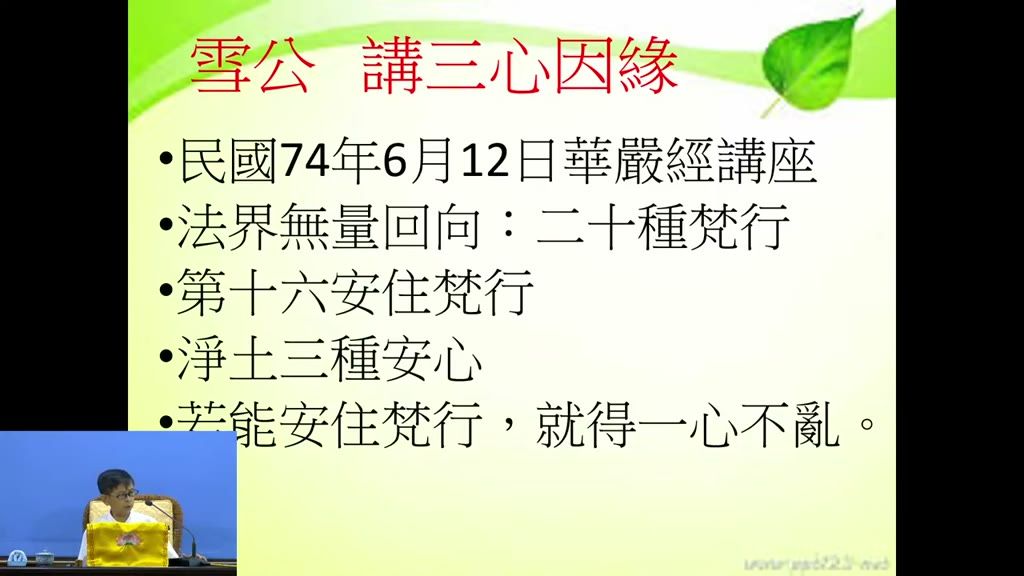 雪公 講三心因緣
•民國74年6月12日華嚴經講座
•法界無量回向：二十種梵行
•第十六安住梵行
•淨土三種安心
•若能安住梵行，就得一心不亂。